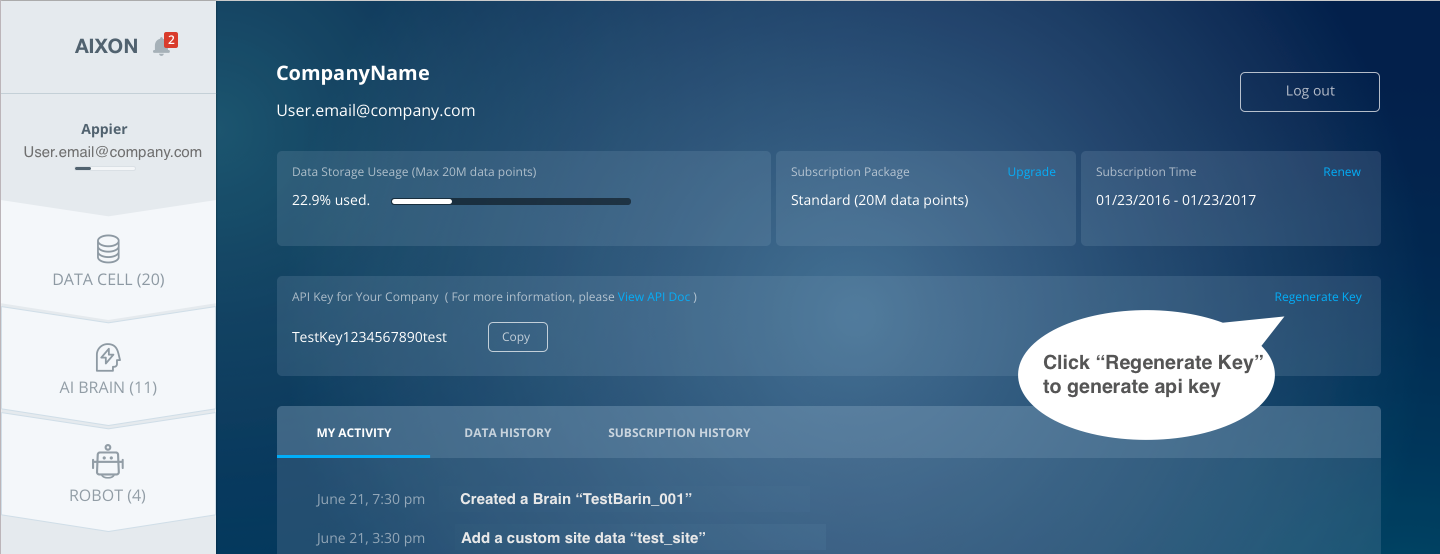 AIXON
2
Appier
User.email@company.com
DATA CELL (20)
AI BRAIN (11)
ROBOT (4)
CompanyName
User.email@company.com
Log out
Data Storage Useage (Max 20M data points)
22.9% used.
Subscription Package
Upgrade
Standard (20M data points)
Subscription Time
Renew
01/23/2016 - 01/23/2017
API Key for Your Company ( For more information, please View API Doc )
Regenerate Key
TestKey1234567890test
Copy
Click “Regenerate Key”
to generate api key
MY ACTIVITY
DATA HISTORY
SUBSCRIPTION HISTORY
June 21, 7:30 pm
Created a Brain “TestBarin_001”
June 21, 3:30 pm
Add a custom site data “test_site”